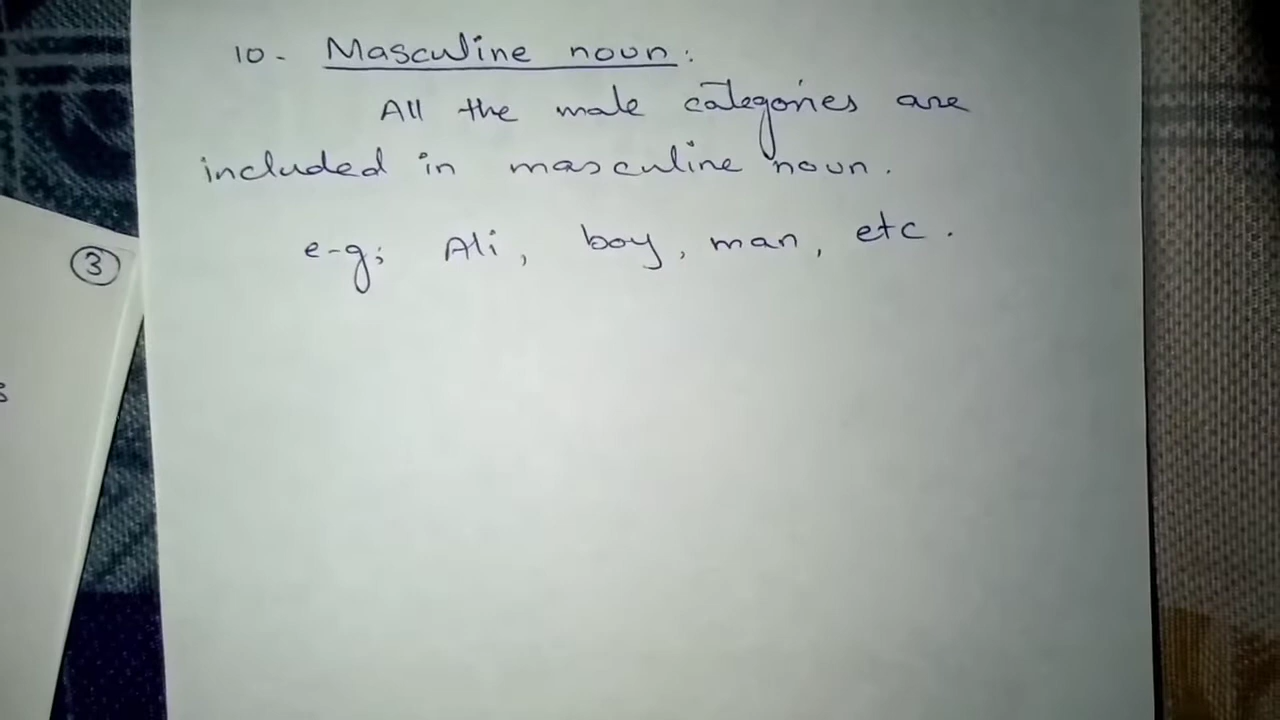 10- Masculine noun:
All the male categories are
included in masculine noun.
e-g; Ali, boy, man, etc.
3